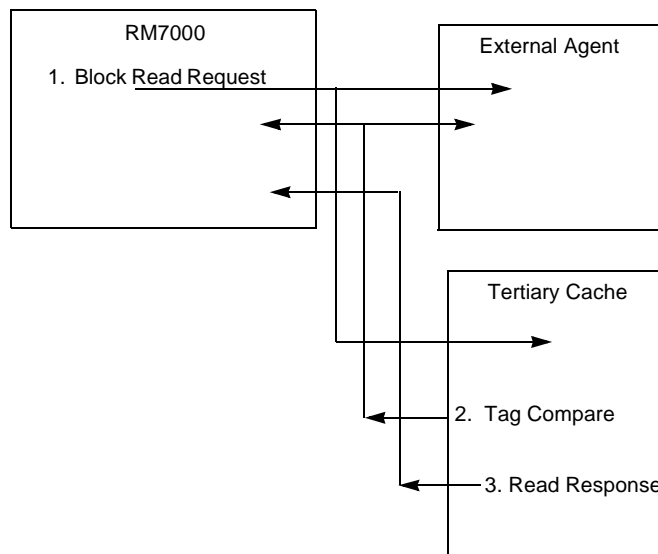 RM7000
External Agent
1. Block Read Request
Tertiary Cache
2. Tag Compare
3. Read Response